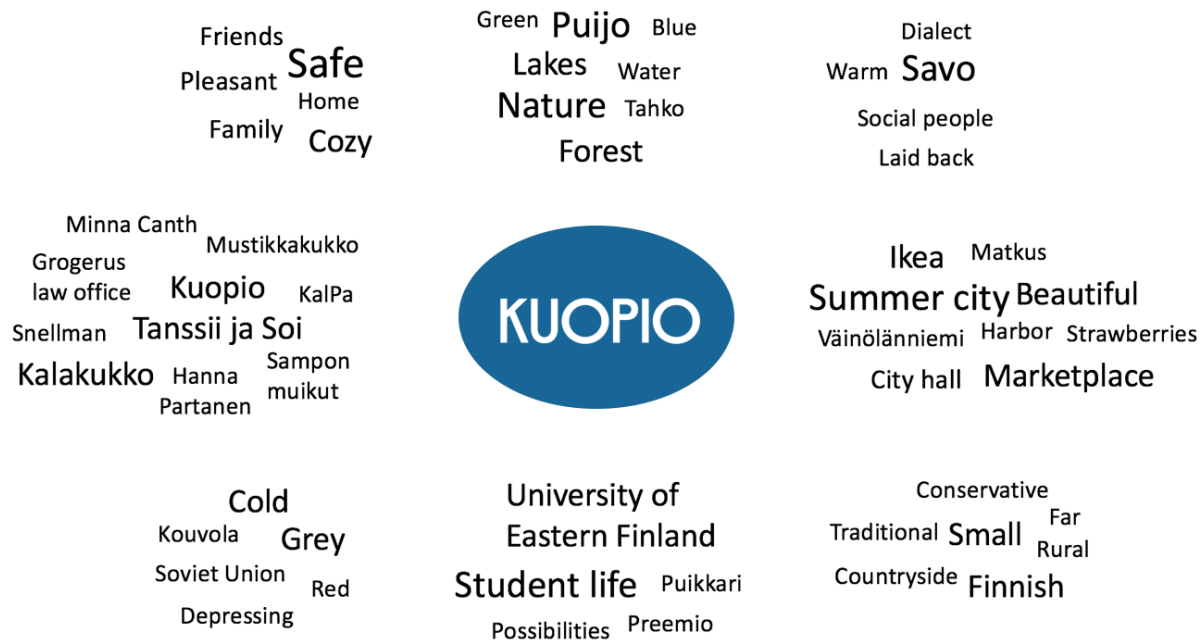 Friends
Safe
Pleasant
Home
Family
Cozy
Green Puijo Blue
Lakes Water
Nature Tahko
Forest
Dialect
Warm Savo
Social people
Laid back
Minna Canth
Mustikkakukko
Grogerus
law office
Kuopio KalPa
Snellman Tanssii ja Soi
Kalakukko
Hanna
Partanen
Sampon
muikut
KUOPIO
Ikea Matkus
Summer city Beautiful
Väinölänniemi Harbor Strawberries
City hall Marketplace
Cold
Kouvola Grey
Soviet Union Red
Depressing
University of
Eastern Finland
Student life Puikkari
Possibilities Preemio
Conservative
Traditional Small Far
Rural
Countryside Finnish